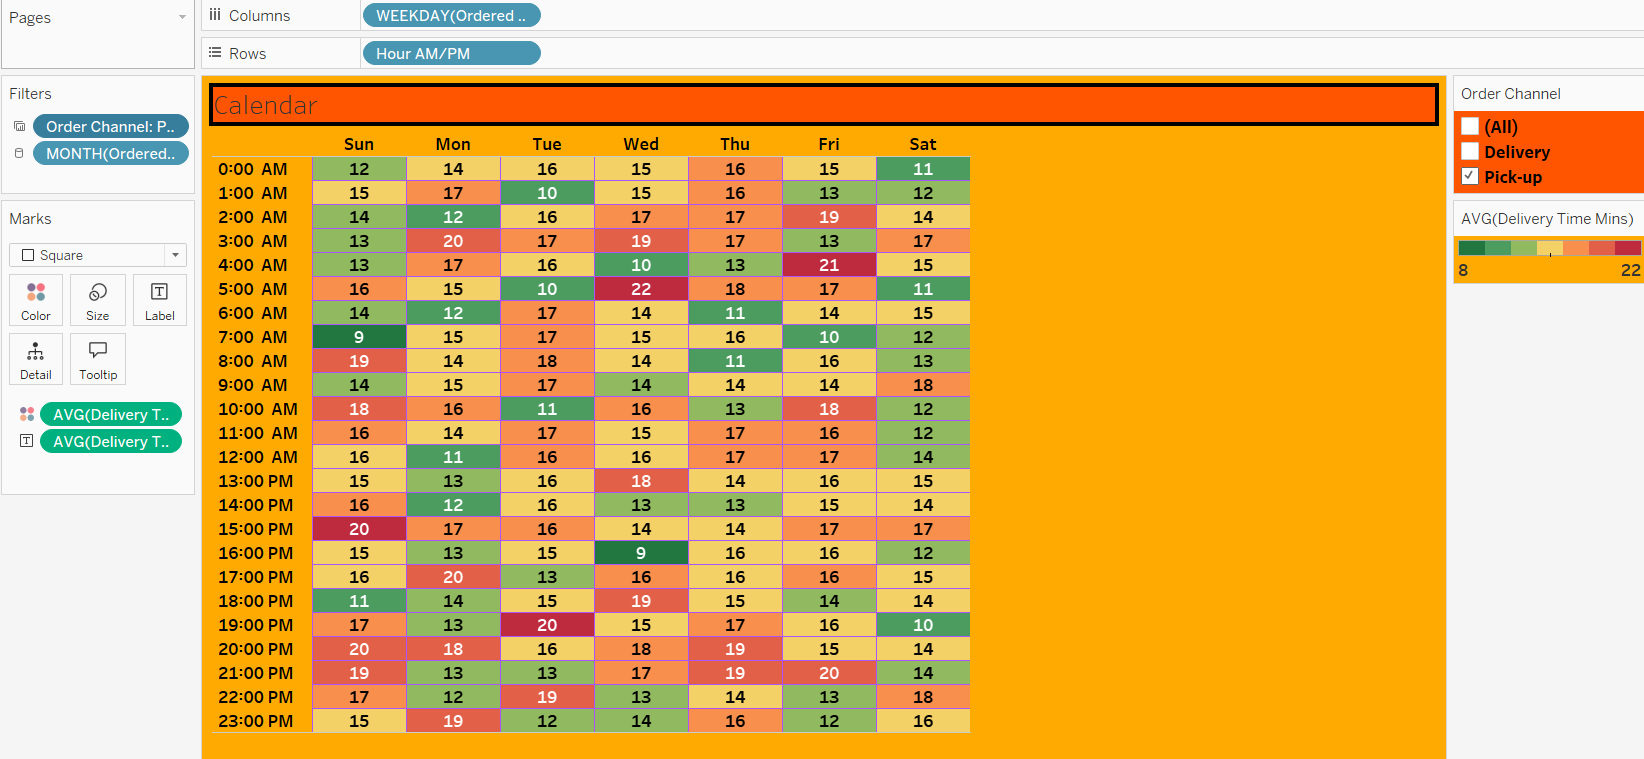 Pages
Columns
WEEKDAY(Ordered ..
Rows
Hour AM/PM
Filters
Order Channel: P..
MONTH(Ordered..
Marks
Square
Color Size Label
Detail Tooltip
AVG(Delivery T..
AVG(Delivery T..
Calendar
Sun Mon Tue Wed Thu Fri Sat
0:00 AM 12 14 16 15 16 15 11
1:00 AM 15 17 10 15 16 13 12
2:00 AM 14 12 16 17 17 19 14
3:00 AM 13 20 17 19 17 13 17
4:00 AM 13 17 16 10 13 21 15
5:00 AM 16 15 10 22 18 17 11
6:00 AM 14 12 17 14 11 14 15
7:00 AM 9 15 17 15 16 10 12
8:00 AM 19 14 18 14 11 16 13
9:00 AM 14 15 17 14 14 14 18
10:00 AM 18 16 11 16 13 18 12
11:00 AM 16 14 17 15 17 16 12
12:00 AM 16 11 16 16 17 17 14
13:00 PM 15 13 16 18 14 16 15
14:00 PM 16 12 16 13 13 15 14
15:00 PM 20 17 16 14 14 17 17
16:00 PM 15 13 15 9 16 16 12
17:00 PM 16 20 13 16 16 16 15
18:00 PM 11 14 15 19 15 14 14
19:00 PM 17 13 20 15 17 16 10
20:00 PM 20 18 16 18 19 15 14
21:00 PM 19 13 13 17 19 20 14
22:00 PM 17 12 19 13 14 13 18
23:00 PM 15 19 12 14 16 12 16
Order Channel
(All)
Delivery
Pick-up
AVG(Delivery Time Mins)
8 22